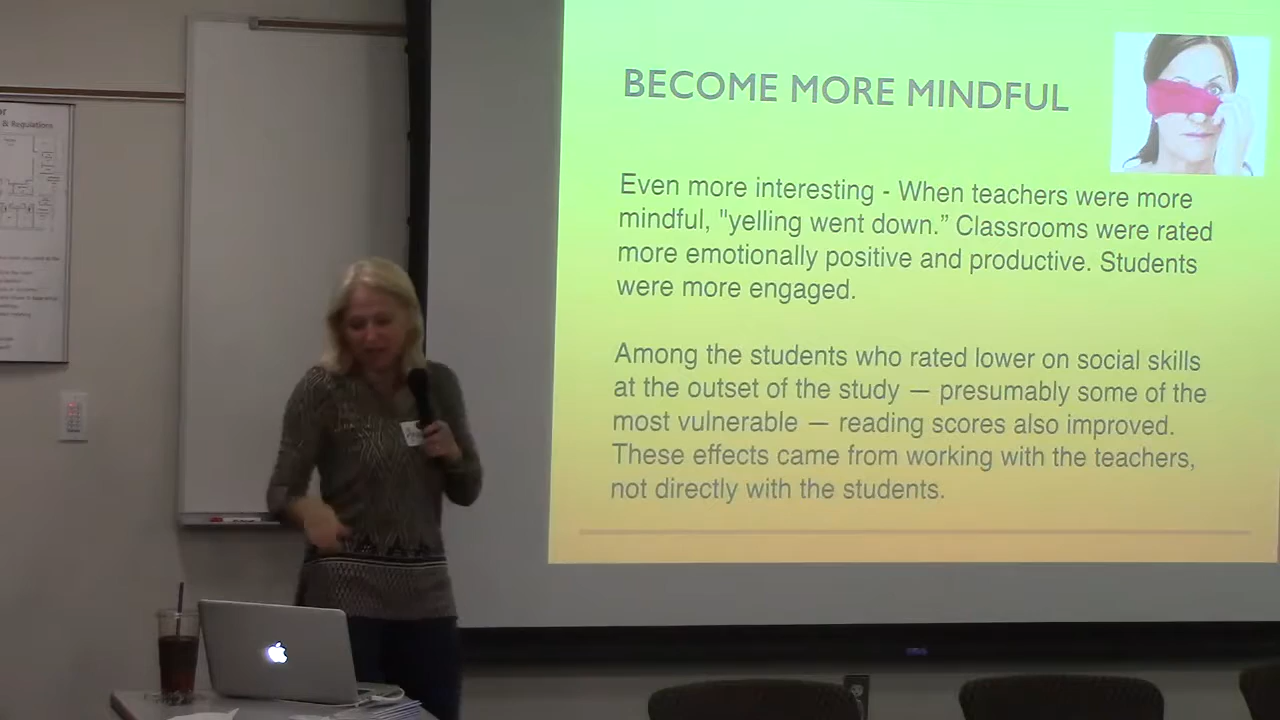 & Regulations
BECOME MORE MINDFUL
Even more interesting - When teachers were more
mindful, "yelling went down.” Classrooms were rated
more emotionally positive and productive. Students
were more engaged.
Among the students who rated lower on social skills
at the outset of the study — presumably some of the
most vulnerable — reading scores also improved.
These effects came from working with the teachers,
not directly with the students.